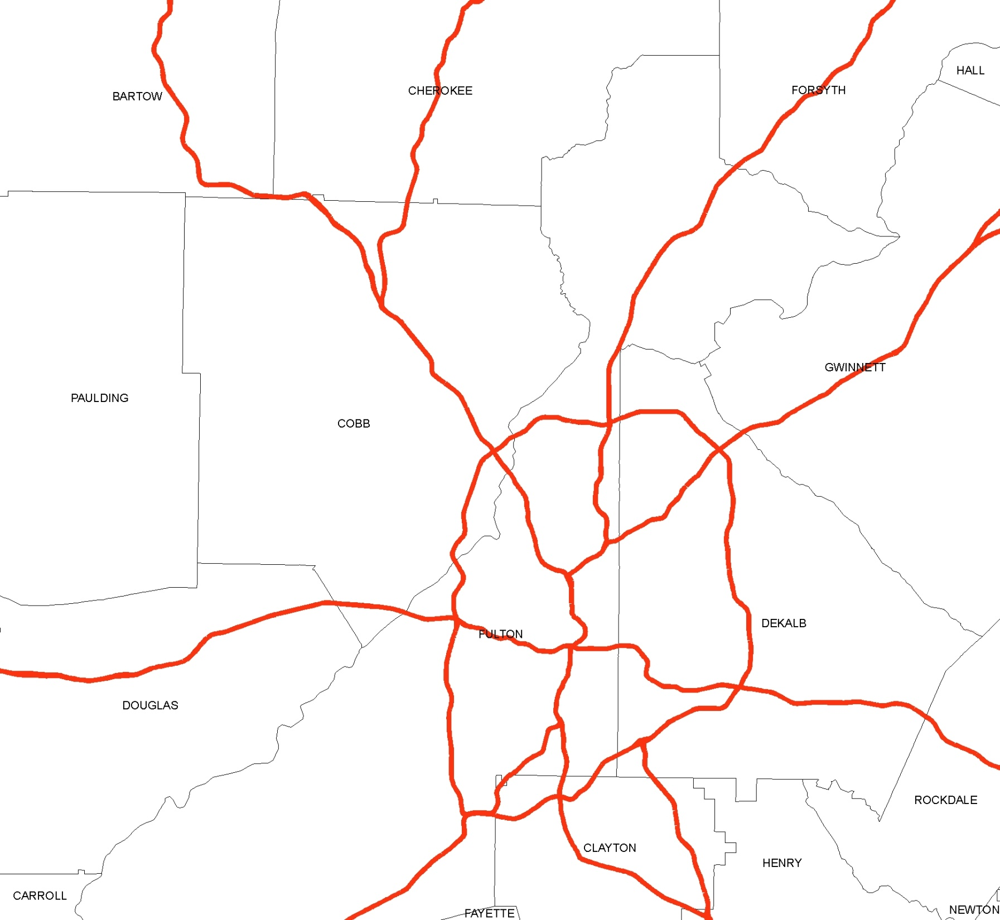 HALL
BARTOW
CHEROKEE
FORSYTH
GWINNETT
PAULDING
COBB
DEKALB
FULTON
DOUGLAS
ROCKDALE
CLAYTON
HENRY
CARROLL
FAYETTE
NEWTON